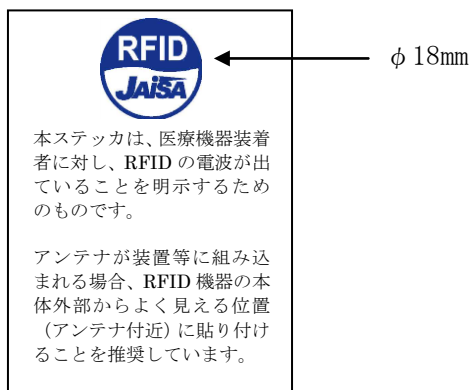 RFID
JAISA
φ18mm
本ステッカは、医療機器装着
者に対し、RFID の電波が出
ていることを明示するため
のものです。
アンテナが装置等に組み込
まれる場合、RFID 機器の本
体外部からよく見える位置
（アンテナ付近）に貼り付け
ることを推奨しています。